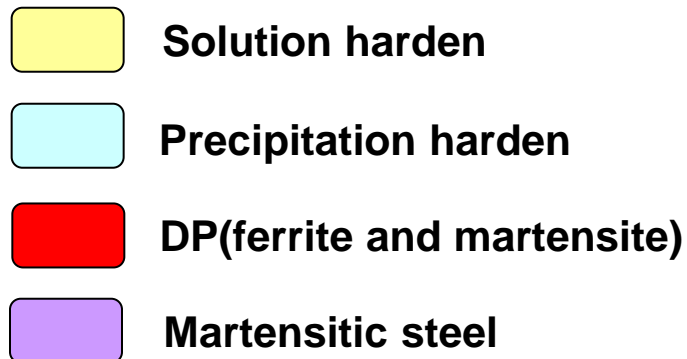 Solution harden
Precipitation harden
DP(ferrite and martensite)
Martensitic steel